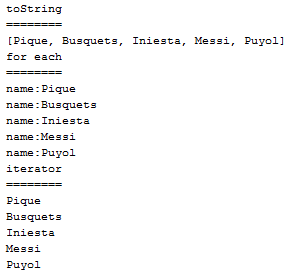 toString
========
[Pique, Busquets, Iniesta, Messi, Puyol]
for each
========
name:Pique
name:Busquets
name:Iniesta
name:Messi
name:Puyol
iterator
========
Pique
Busquets
Iniesta
Messi
Puyol